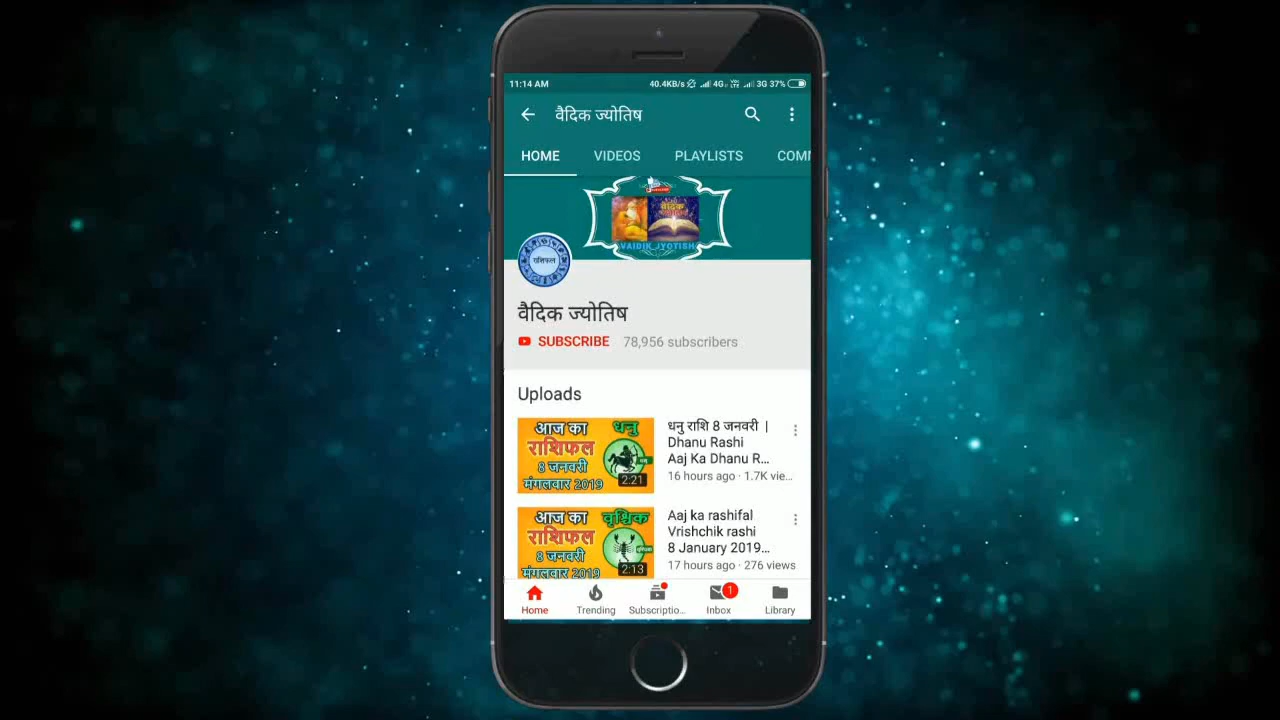 11:14 AM
40.4KB/s 4G 3G 37%
वैदिक ज्योतिष
HOME VIDEOS PLAYLISTS COMM
वैदिक
VAIDIK JYOTISH
राशिफल
वैदिक ज्योतिष
SUBSCRIBE 78,956 subscribers
Uploads
आज का धनु
राशिफल
8 जनवरी
मंगलवार 2019
2:21
धनु राशि 8 जनवरी |
Dhanu Rashi
Aaj Ka Dhanu R...
16 hours ago · 1.7K vie...
आज का वृश्चिक
राशिफल
8 जनवरी
मंगलवार 2019
2:13
Aaj ka rashifal
Vrishchik rashi
8 January 2019...
17 hours ago · 276 views
1
Home Trending Subscriptio... Inbox Library